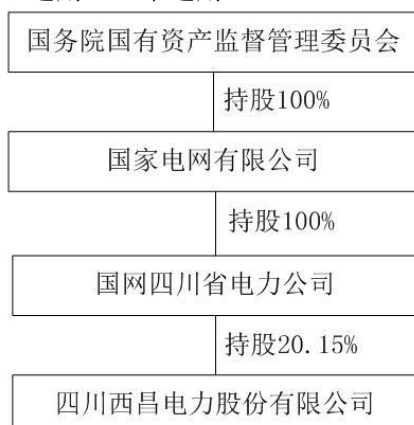 国务院国有资产监督管理委员会
持股100%
国家电网有限公司
持股100%
国网四川省电力公司
持股20.15%
四川西昌电力股份有限公司